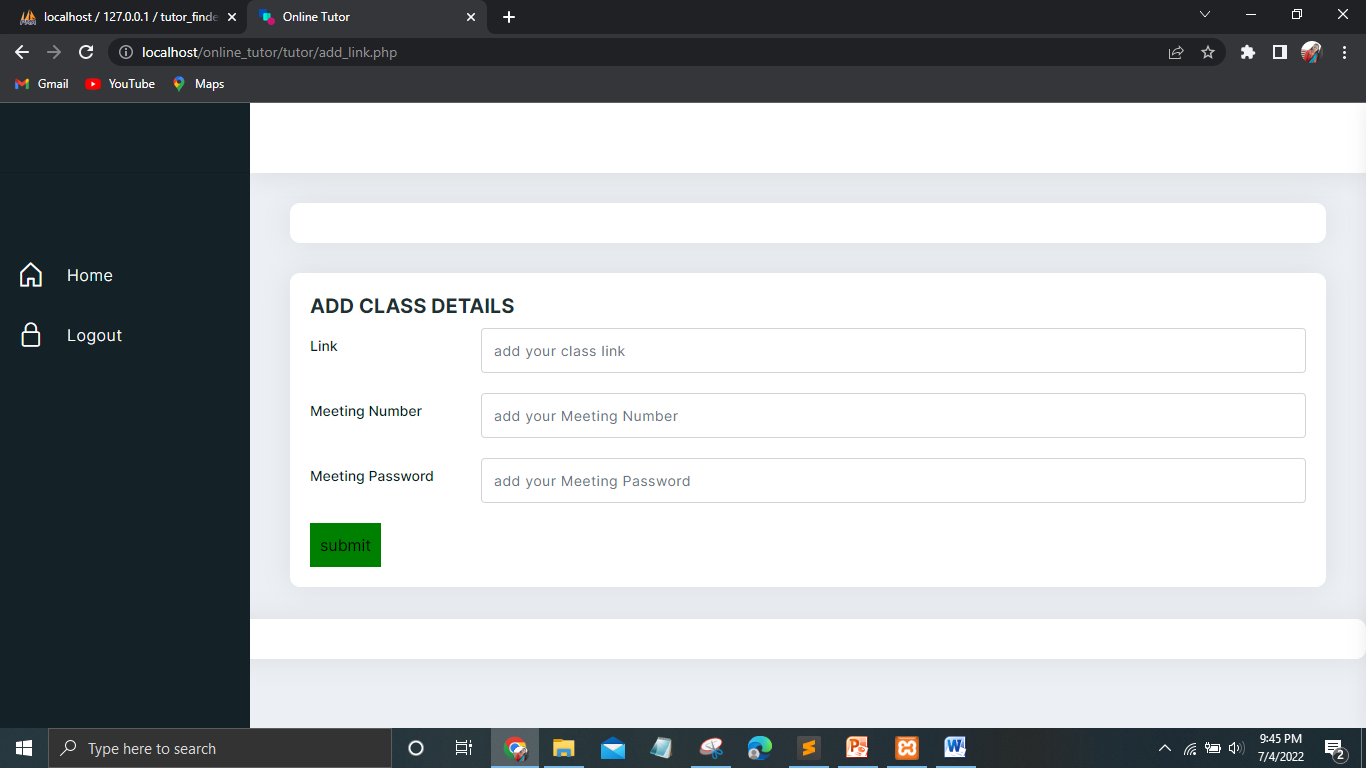 localhost / 127.0.0.1 / tutor_finde
Online Tutor
localhost/online_tutor/tutor/add_link.php
Gmail
YouTube
Maps
Home
Logout
ADD CLASS DETAILS
Link
add your class link
Meeting Number
add your Meeting Number
Meeting Password
add your Meeting Password
submit
Type here to search
9:45 PM
7/4/2022
2